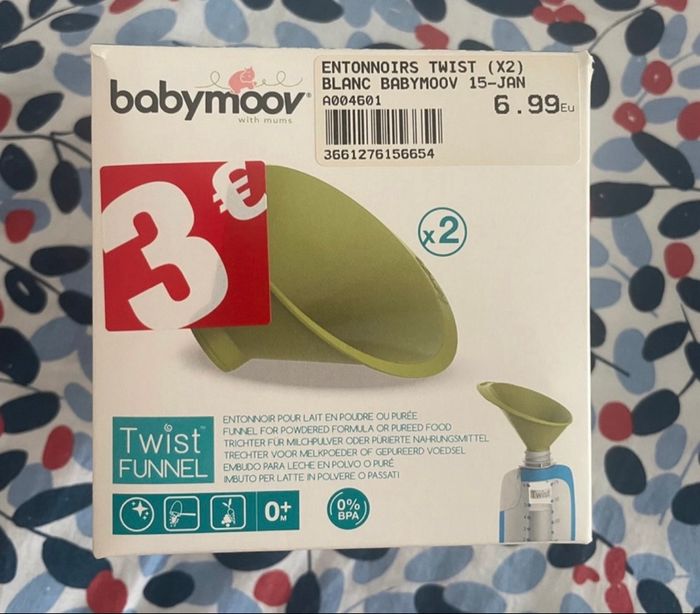 babymoov®
with mums
ENTONNOIRS TWIST (X2)
BLANC BABYMOOV 15-JAN
A004601
6.99Eu
3661276156654
3€
x2
Twist™
FUNNEL
ENTONNOIR POUR LAIT EN POUDRE OU PURÉE
FUNNEL FOR POWDERED FORMULA OR PUREED FOOD
TRICHTER FÜR MILCHPULVER ODER PÜRIERTE NAHRUNGSMITTEL
TRECHTER VOOR MELKPOEDER OF GEPUREERD VOEDSEL
EMBUDO PARA LECHE EN POLVO O PURÉ
IMBUTO PER LATTE IN POLVERE O PASSATI
0+
M
0%
BPA
Twist